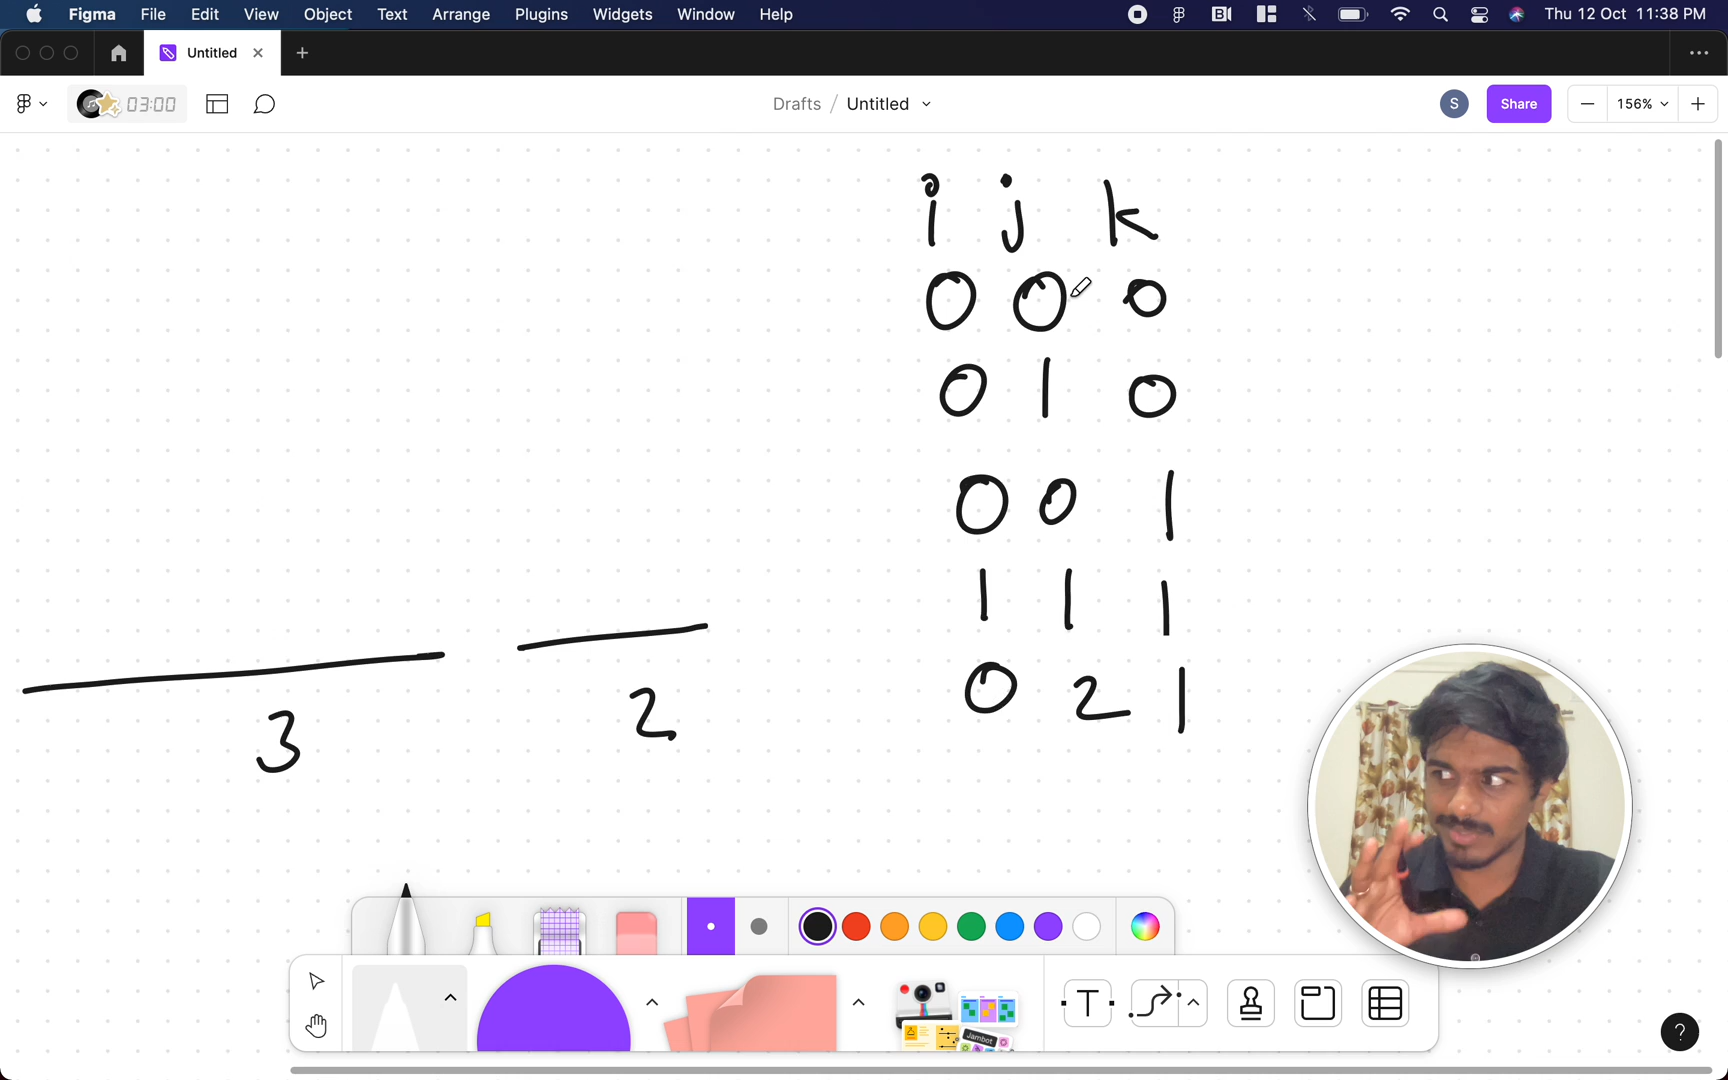 Figma File Edit View Object Text Arrange Plugins Widgets Window Help Thu 12 Oct 11:38 PM
Untitled
03:00 Drafts / Untitled S Share 156%
i j k
0 0 0
0 1 0
0 0 1
1 1 1
0 2 1
3 2
T
Jambot
?